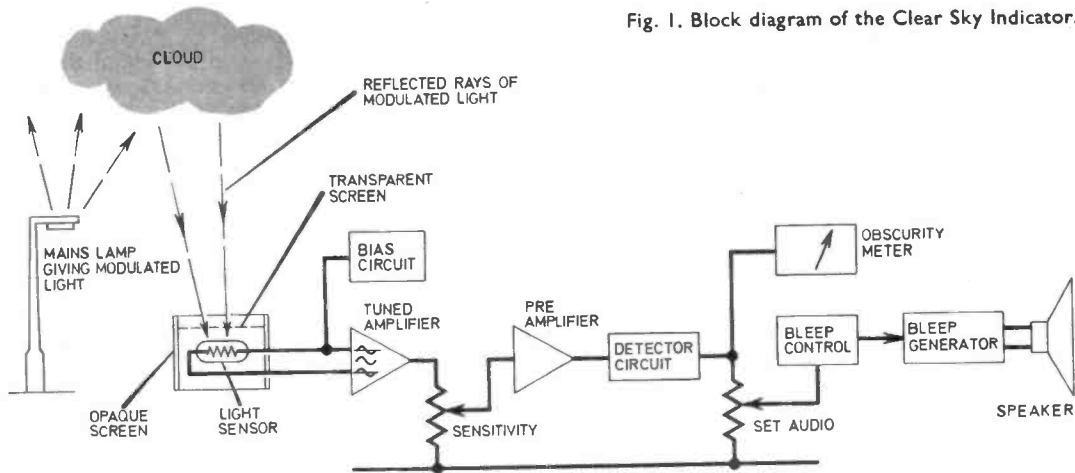 Fig. 1. Block diagram of the Clear Sky Indicator.
CLOUD
REFLECTED RAYS OF
MODULATED LIGHT
TRANSPARENT
SCREEN
MAINS LAMP
GIVING MODULATED
LIGHT
BIAS
CIRCUIT
OBSCURITY
METER
TUNED
AMPLIFIER
PRE
AMPLIFIER
DETECTOR
CIRCUIT
BLEEP
CONTROL
BLEEP
GENERATOR
OPAQUE
SCREEN
LIGHT
SENSOR
SENSITIVITY
SET AUDIO
SPEAKER